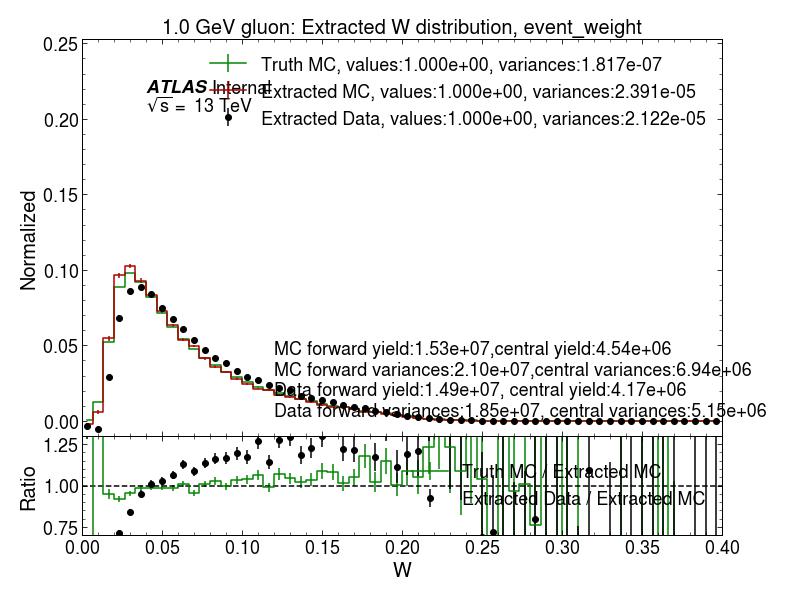 1.0 GeV gluon: Extracted W distribution, event_weight
Truth MC, values:1.000e+00, variances:1.817e-07
ATLAS Internal
Extracted MC, values:1.000e+00, variances:2.391e-05
√s = 13 TeV
Extracted Data, values:1.000e+00, variances:2.122e-05
0.25
0.20
0.15
0.10
0.05
0.00
Normalized
MC forward yield:1.53e+07,central yield:4.54e+06
MC forward variances:2.10e+07,central variances:6.94e+06
Data forward yield:1.49e+07, central yield:4.17e+06
Data forward variances:1.85e+07, central variances:5.15e+06
1.25
1.00
0.75
Ratio
Truth MC / Extracted MC
Extracted Data / Extracted MC
0.00 0.05 0.10 0.15 0.20 0.25 0.30 0.35 0.40
W